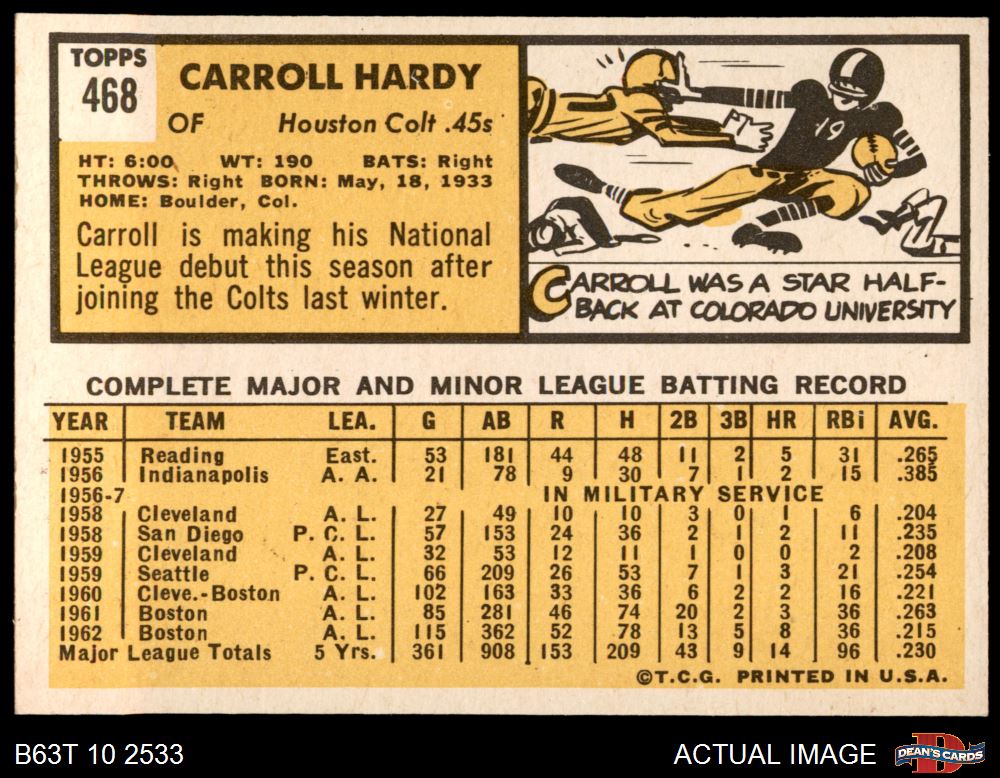 TOPPS
468
CARROLL HARDY
OF Houston Colt .45s
HT: 6:00 WT: 190 BATS: Right
THROWS: Right BORN: May, 18, 1933
HOME: Boulder, Col.
Carroll is making his National
League debut this season after
joining the Colts last winter.
19
CARROLL WAS A STAR HALF-
BACK AT COLORADO UNIVERSITY
COMPLETE MAJOR AND MINOR LEAGUE BATTING RECORD
YEAR TEAM LEA. G AB R H 2B 3B HR RBi AVG.
1955 Reading East. 53 181 44 48 11 2 5 31 .265
1956 Indianapolis A. A. 21 78 9 30 7 1 2 15 .385
1956-7 IN MILITARY SERVICE
1958 Cleveland A. L. 27 49 10 10 3 0 1 6 .204
1958 San Diego P. C. L. 57 153 24 36 2 1 2 11 .235
1959 Cleveland A. L. 32 53 12 11 1 0 0 2 .208
1959 Seattle P. C. L. 66 209 26 53 7 1 3 21 .254
1960 Cleve.-Boston A. L. 102 163 33 36 6 2 2 16 .221
1961 Boston A. L. 85 281 46 74 20 2 3 36 .263
1962 Boston A. L. 115 362 52 78 13 5 8 36 .215
Major League Totals 5 Yrs. 361 908 153 209 43 9 14 96 .230
©T.C.G. PRINTED IN U.S.A.
B63T 10 2533 ACTUAL IMAGE DEAN'S CARDS